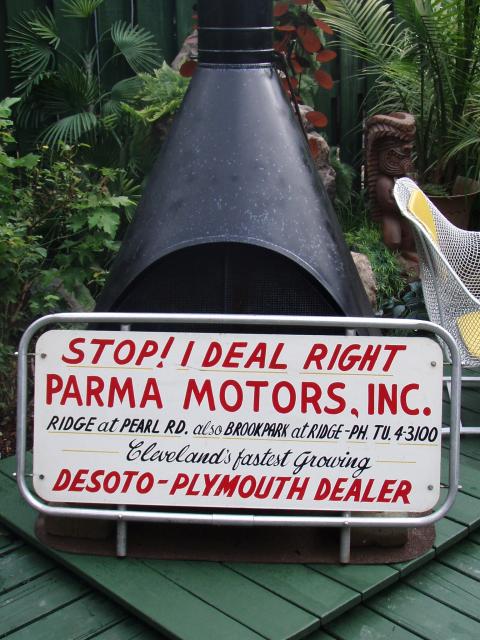 STOP! I DEAL RIGHT
PARMA MOTORS, INC.
RIDGE at PEARL RD. also BROOKPARK at RIDGE-PH. TU. 4-3100
Cleveland's fastest Growing
DESOTO-PLYMOUTH DEALER